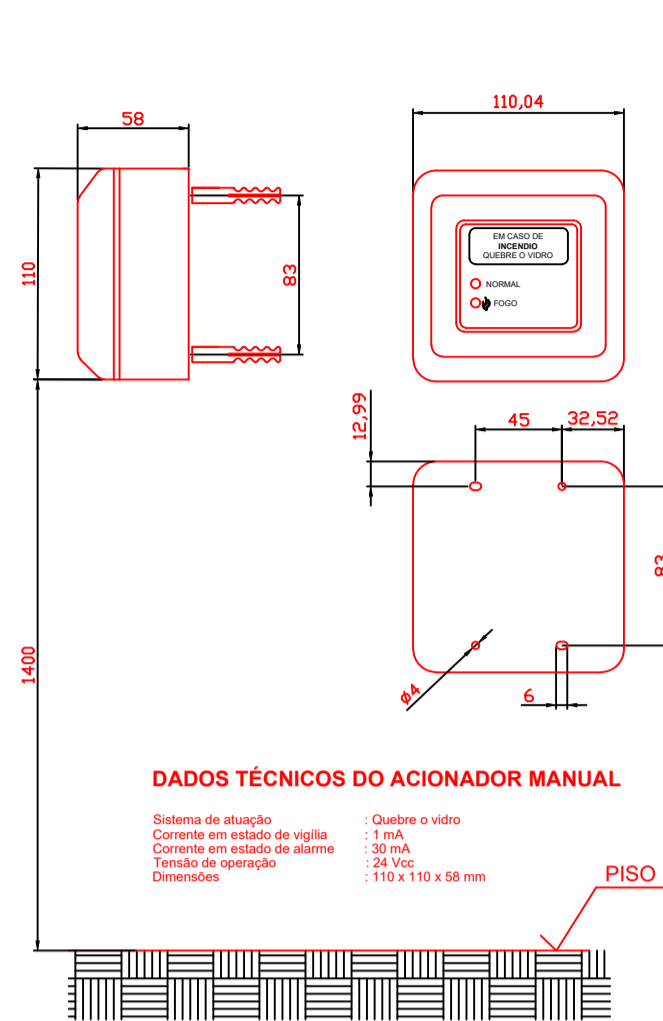 58
110,04
110
83
EM CASO DE
INCENDIO
QUEBRE O VIDRO
NORMAL
FOGO
12,99
45
32,52
83
1400
ø4
6
DADOS TÉCNICOS DO ACIONADOR MANUAL
Sistema de atuação : Quebre o vidro
Corrente em estado de vigília : 1 mA
Corrente em estado de alarme : 30 mA
Tensão de operação : 24 Vcc
Dimensões : 110 x 110 x 58 mm
PISO